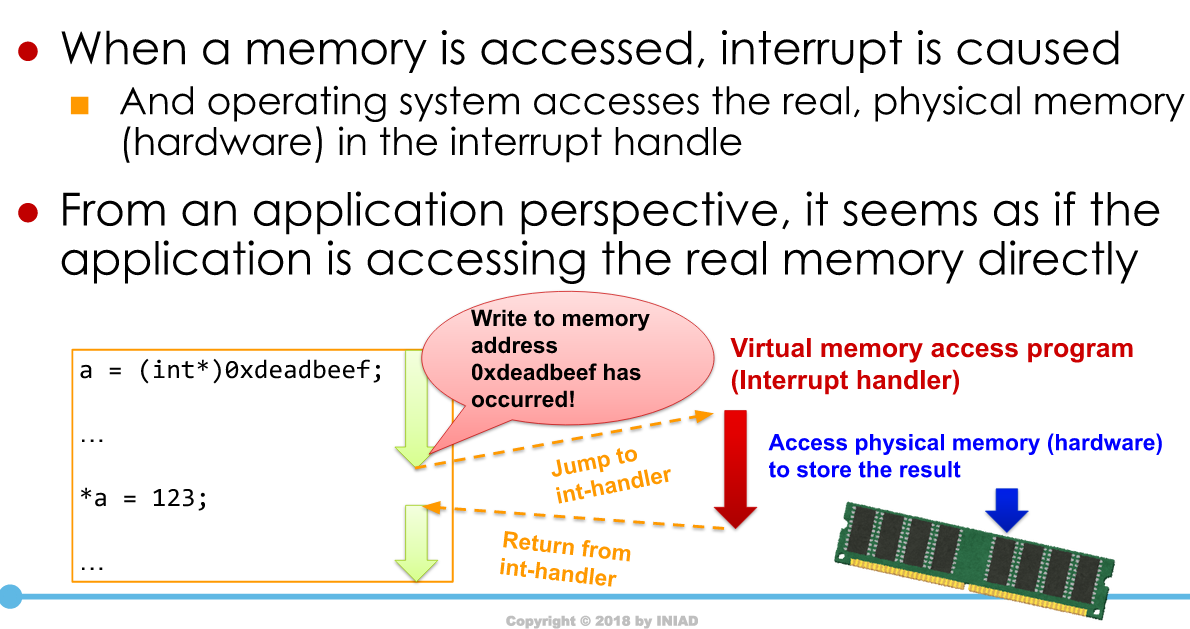 When a memory is accessed, interrupt is caused
And operating system accesses the real, physical memory
(hardware) in the interrupt handle
From an application perspective, it seems as if the
application is accessing the real memory directly
Write to memory
address
0xdeadbeef has
occurred!
a = (int*)0xdeadbeef;
...
*a = 123;
...
Virtual memory access program
(Interrupt handler)
Access physical memory (hardware)
to store the result
Jump to
int-handler
Return from
int-handler
Copyright © 2018 by INIAD